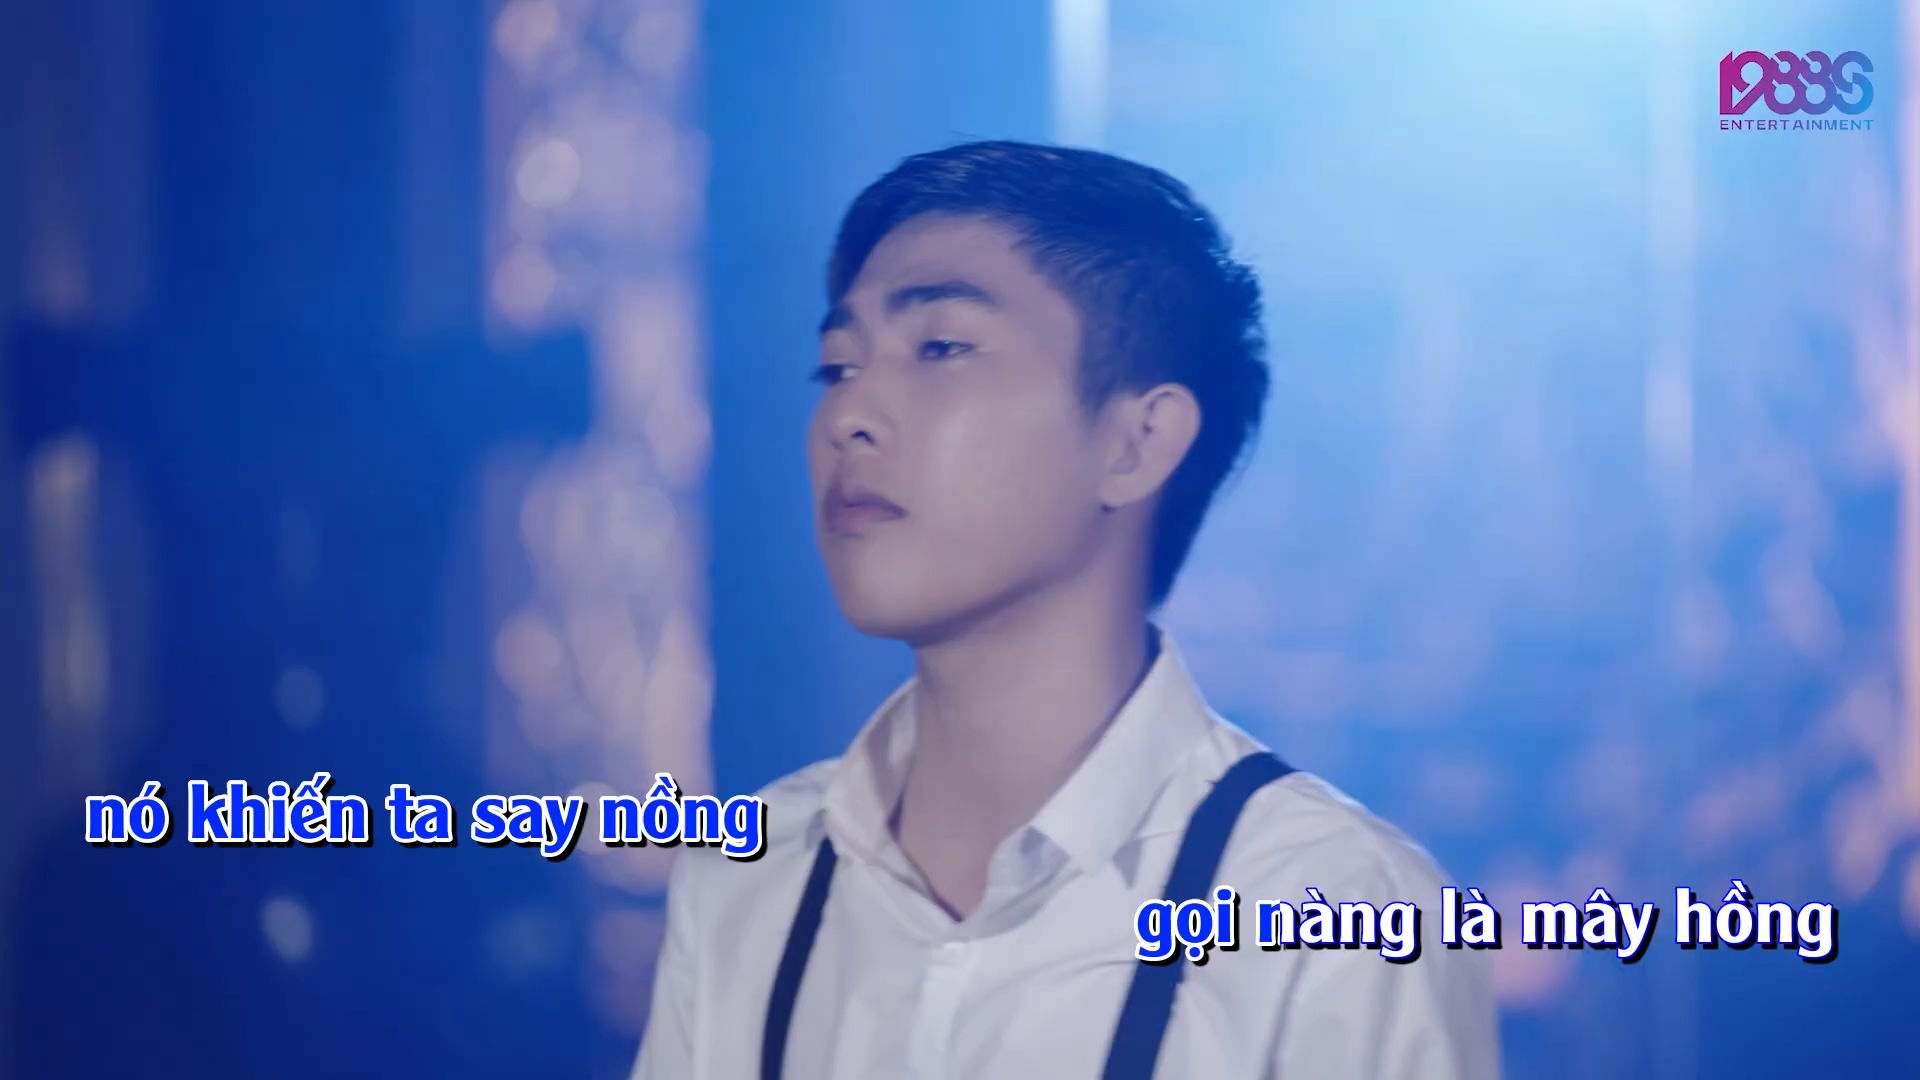 1988S
ENTERTAINMENT
nó khiến ta say nồng
gọi nàng là mây hồng